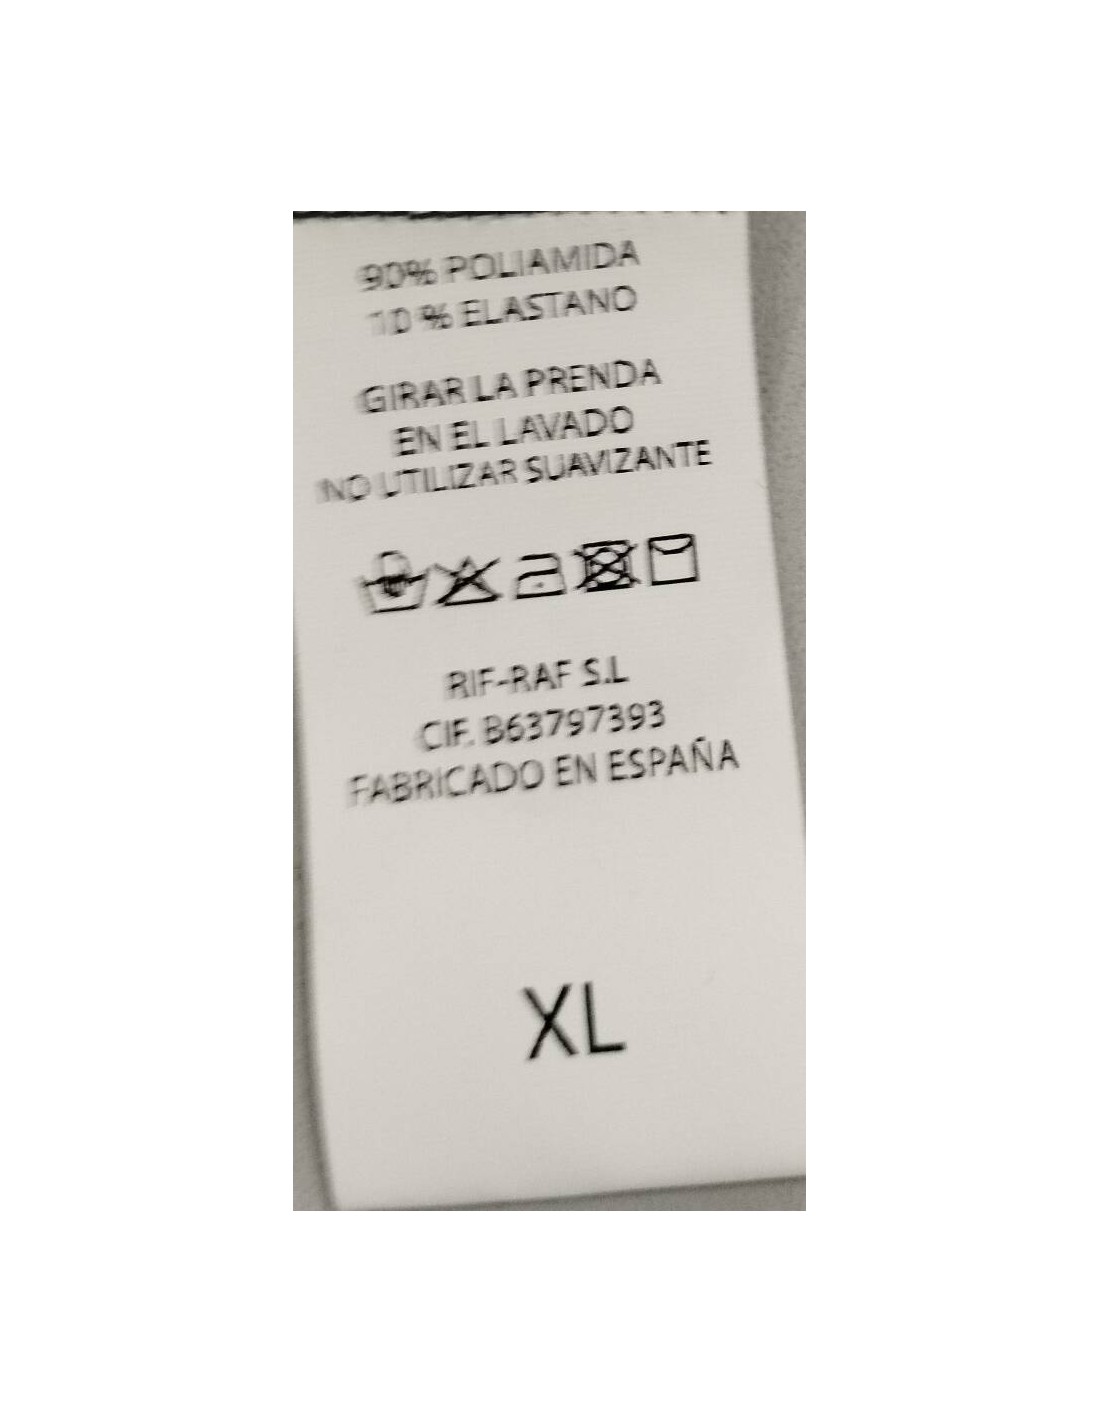 90% POLIAMIDA
10 % ELASTANO
GIRAR LA PRENDA
EN EL LAVADO
NO UTILIZAR SUAVIZANTE
RIF-RAF S.L
CIF. B63797393
FABRICADO EN ESPAÑA
XL